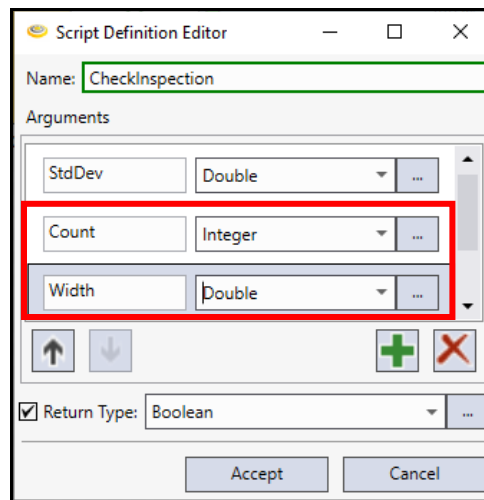 Script Definition Editor
Name: CheckInspection
Arguments
StdDev Double ...
Count Integer ...
Width Double ...
Return Type: Boolean ...
Accept Cancel